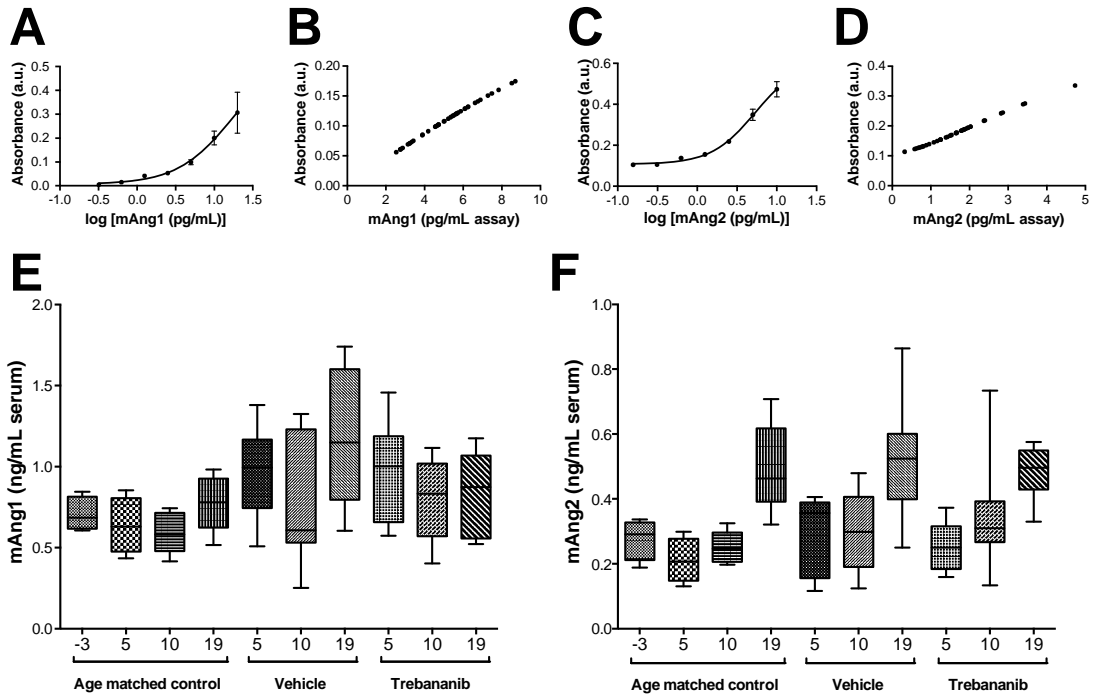 A
B
C
D
Absorbance (a.u.)
0.5
0.4
0.3
0.2
0.1
0.0
-1.0 -0.5 0.0 0.5 1.0 1.5
log [mAng1 (pg/mL)]
Absorbance (a.u.)
0.20
0.15
0.10
0.05
0.00
0 2 4 6 8 10
mAng1 (pg/mL assay)
Absorbance (a.u.)
0.6
0.4
0.2
0.0
-1.0 -0.5 0.0 0.5 1.0 1.5
log [mAng2 (pg/mL)]
Absorbance (a.u.)
0.4
0.3
0.2
0.1
0.0
0 1 2 3 4 5
mAng2 (pg/mL assay)
E
mAng1 (ng/mL serum)
2.0
1.5
1.0
0.5
0.0
-3 5 10 19 5 10 19 5 10 19
Age matched control Vehicle Trebananib
F
mAng2 (ng/mL serum)
1.0
0.8
0.6
0.4
0.2
0.0
-3 5 10 19 5 10 19 5 10 19
Age matched control Vehicle Trebananib